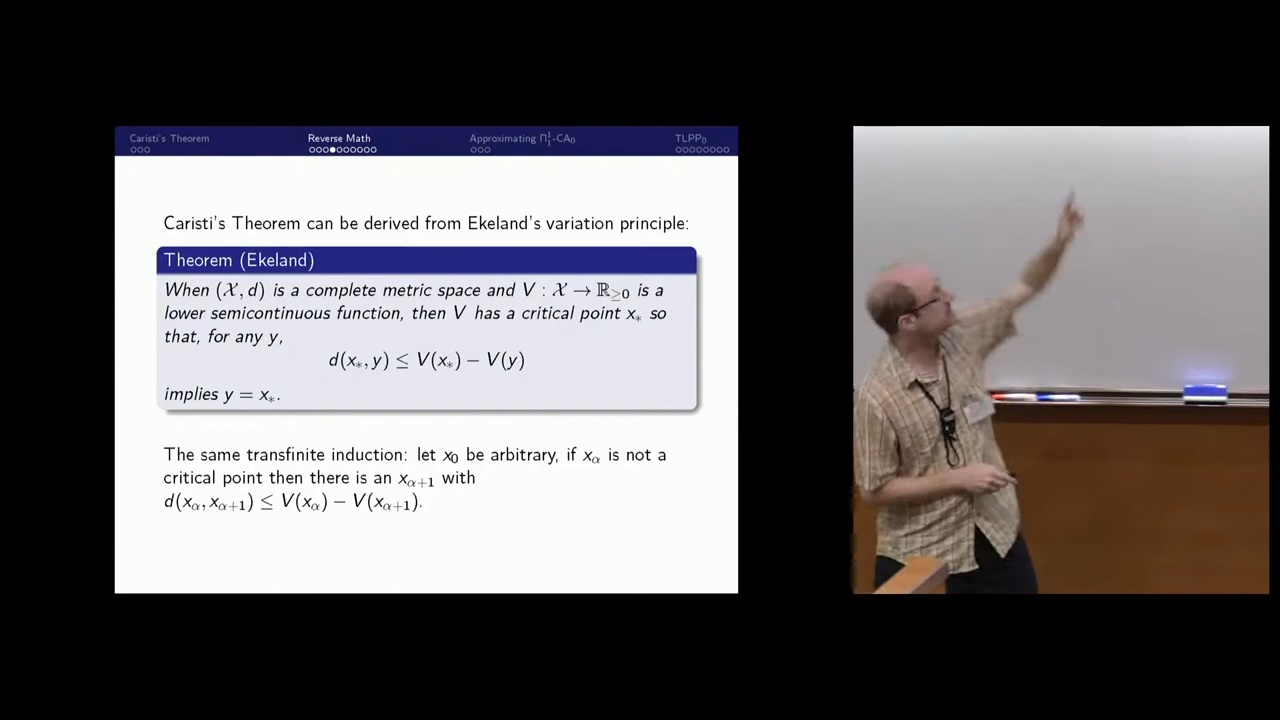 Caristi's Theorem Reverse Math Approximating Π¹₁-CA₀ TLPP₀
Caristi's Theorem can be derived from Ekeland's variation principle:
Theorem (Ekeland)
When (𝒳, d) is a complete metric space and V : 𝒳 → ℝ≥0 is a
lower semicontinuous function, then V has a critical point x∗ so
that, for any y,
d(x∗, y) ≤ V(x∗) − V(y)
implies y = x∗.
The same transfinite induction: let x₀ be arbitrary, if xα is not a
critical point then there is an xα+1 with
d(xα, xα+1) ≤ V(xα) − V(xα+1).